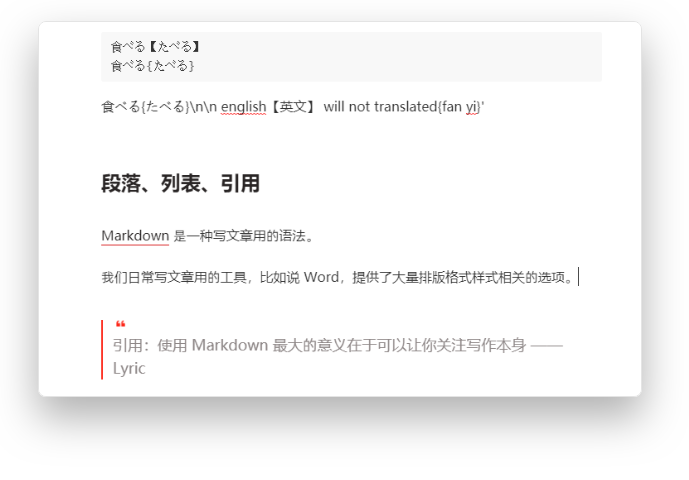 食べる【たべる】
食べる{たべる}
食べる{たべる}\n\n english【英文】 will not translated{fan yi}'
段落、列表、引用
Markdown 是一种写文章用的语法。
我们日常写文章用的工具，比如说 Word，提供了大量排版格式样式相关的选项。
❝
引用：使用 Markdown 最大的意义在于可以让你关注写作本身 ——
Lyric